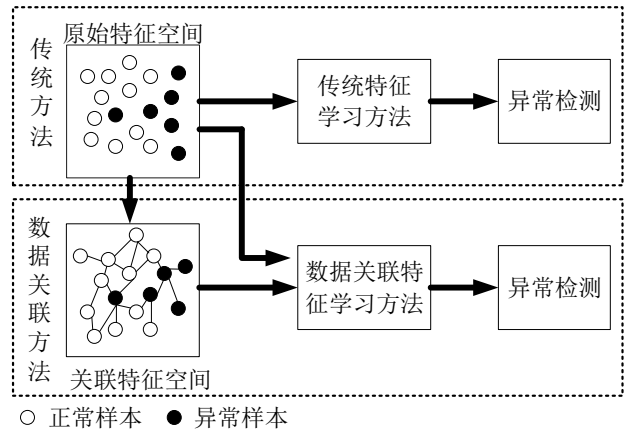 传统方法
原始特征空间
传统特征
学习方法
异常检测
数据关联方法
数据关联特
征学习方法
异常检测
关联特征空间
正常样本
异常样本